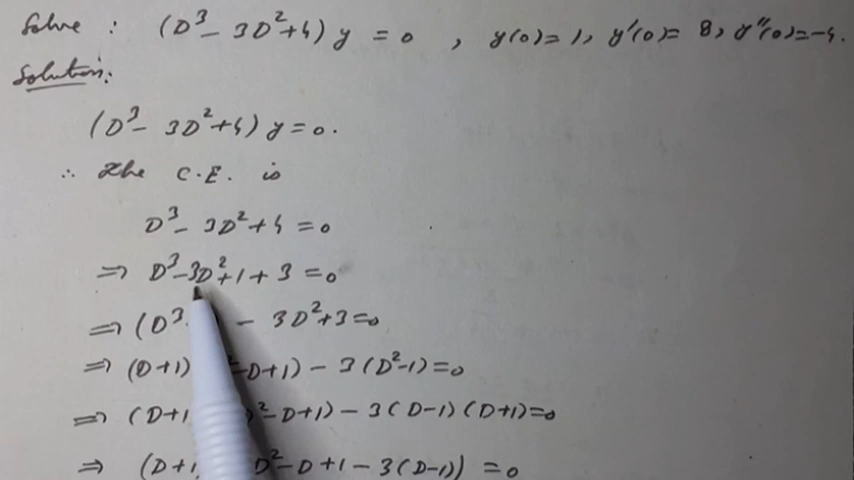 Solve : (D³ - 3D² + 4) y = 0 , y(0) = 1, y'(0) = 8, y''(0) = -4.
Solution:
(D³ - 3D² + 4) y = 0.
∴ The C.E. is
D³ - 3D² + 4 = 0
⇒ D³ - 3D² + 1 + 3 = 0
⇒ (D³ - 3D² + 3 = 0
⇒ (D+1) -D+1) - 3(D²-1) = 0
⇒ (D+1 ²-D+1) - 3(D-1)(D+1) = 0
⇒ (D+1 D²-D+1 - 3(D-1)) = 0